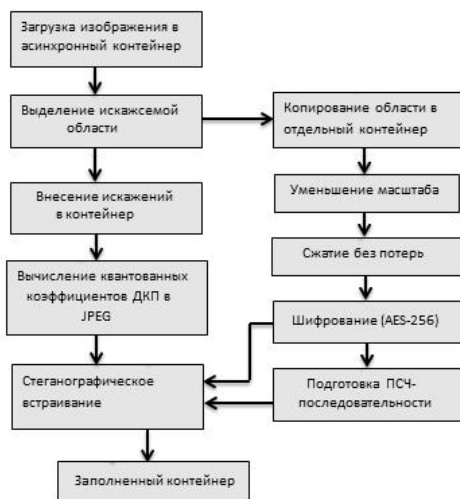 Загрузка изображения в
асинхронный контейнер
Выделение искажсемой
области
Копирование области в
отдельный контейнер
Внесение искажений
в контейнер
Уменьшение масштаба
Вычисление квантованных
коэффициентов ДКП в
JPEG
Сжатие без потерь
Шифрование (AES-256)
Стеганографическое
встраивание
Подготовка ПСЧ-
последовательности
Заполненный контейнер